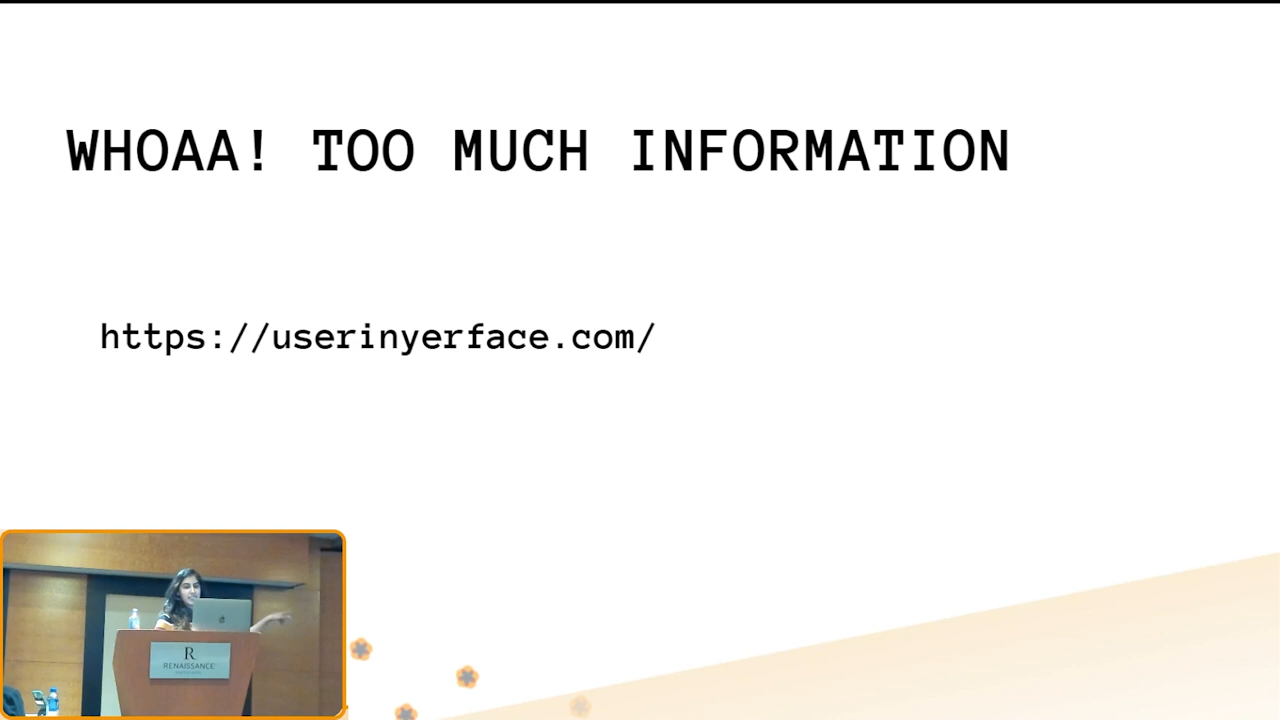 WHOAA! TOO MUCH INFORMATION
https://userinyerface.com/
R
RENAISSANCE